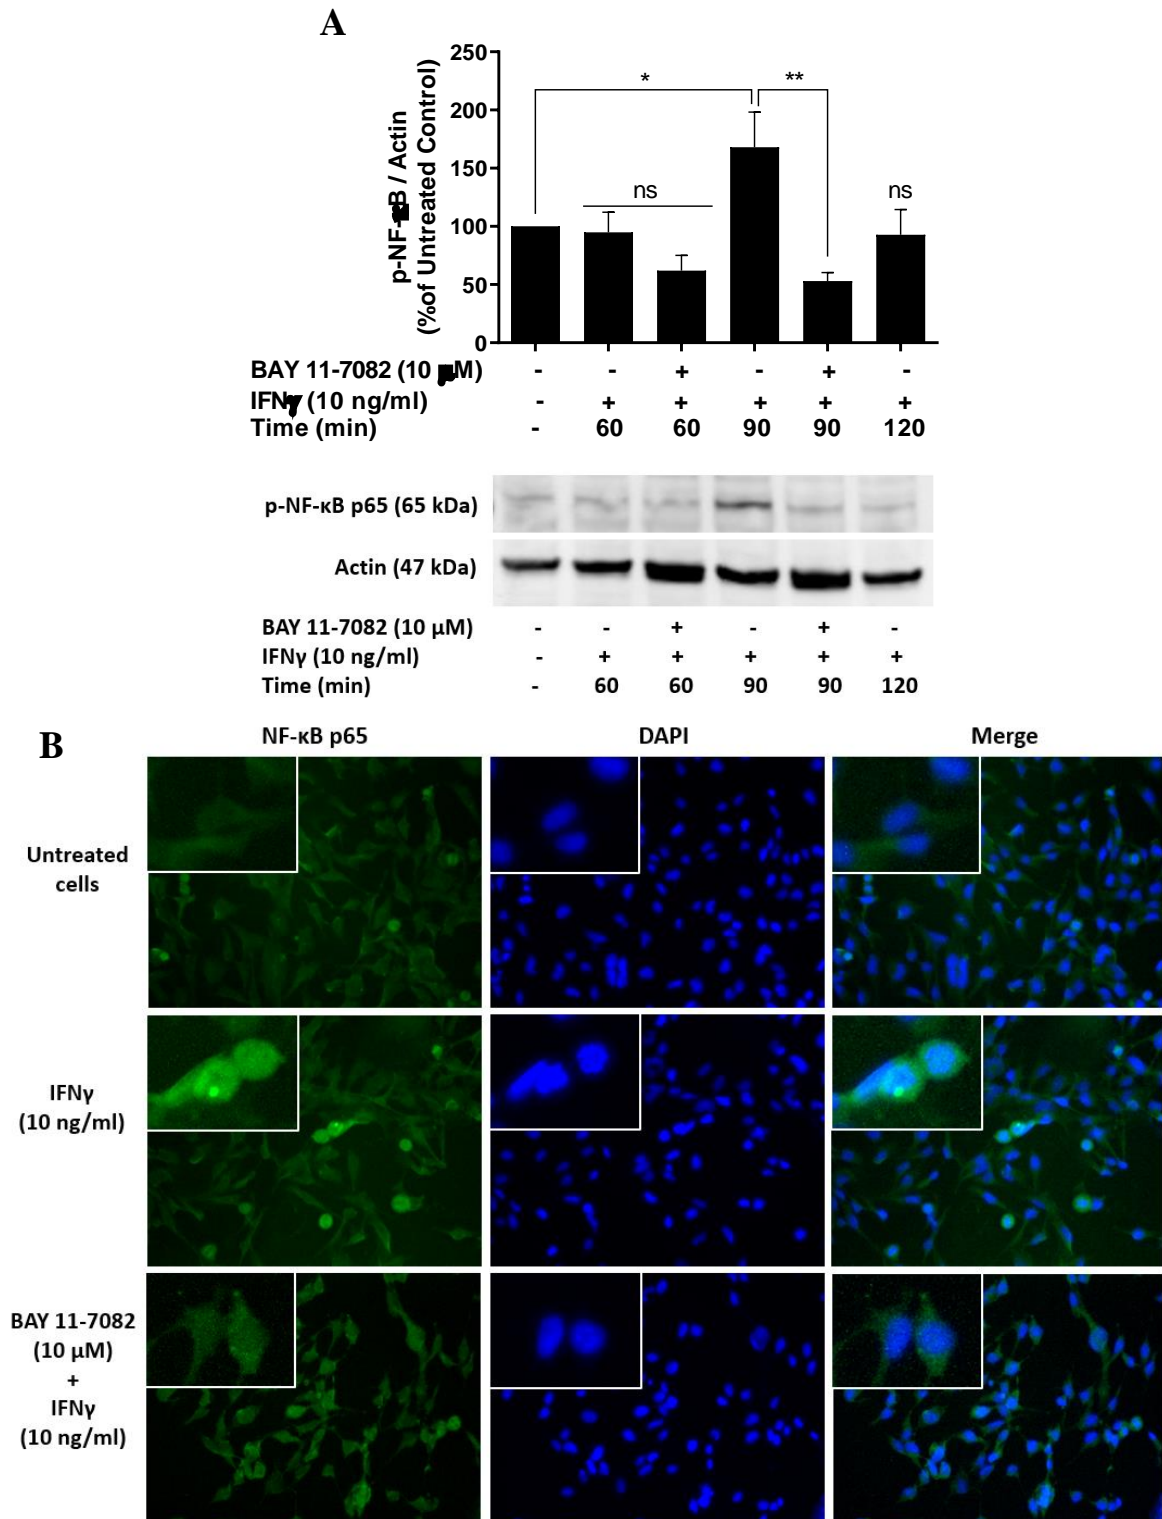 A
250
200
150
100
50
0
p-NF-κB / Actin
(%of Untreated Control)
*
**
ns
ns
BAY 11-7082 (10 μM) - - + - + -
IFNγ (10 ng/ml) - + + + + +
Time (min) - 60 60 90 90 120
p-NF-κB p65 (65 kDa)
Actin (47 kDa)
BAY 11-7082 (10 μM) - - + - + -
IFNγ (10 ng/ml) - + + + + +
Time (min) - 60 60 90 90 120
B
NF-κB p65 DAPI Merge
Untreated
cells
IFNγ
(10 ng/ml)
BAY 11-7082
(10 μM)
+
IFNγ
(10 ng/ml)